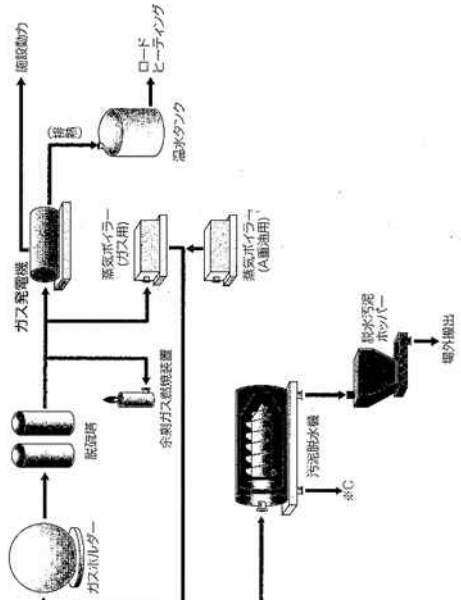 施設動力
ロード
ヒーティング
(排熱)
温水タンク
ガス発電機
蒸気ボイラー
(ガス用)
蒸気ボイラー
(A重油用)
余剰ガス燃焼装置
脱硫塔
ガスホルダー
汚泥脱水機
脱水汚泥
ホッパー
場外搬出
※C